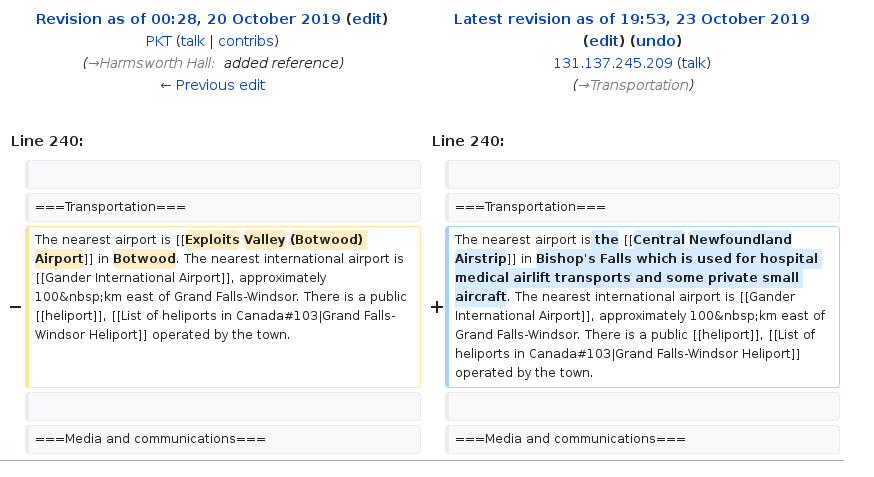 Revision as of 00:28, 20 October 2019 (edit)
PKT (talk | contribs)
(→Harmsworth Hall: added reference)
← Previous edit
Latest revision as of 19:53, 23 October 2019
(edit) (undo)
131.137.245.209 (talk)
(→Transportation)
Line 240:
Line 240:
===Transportation===
===Transportation===
−
The nearest airport is [[Exploits Valley (Botwood)
Airport]] in Botwood. The nearest international airport is
[[Gander International Airport]], approximately
100&nbsp;km east of Grand Falls-Windsor. There is a public
[[heliport]], [[List of heliports in Canada#103|Grand Falls-
Windsor Heliport]] operated by the town.
+
The nearest airport is the [[Central Newfoundland
Airstrip]] in Bishop's Falls which is used for hospital
medical airlift transports and some private small
aircraft. The nearest international airport is [[Gander
International Airport]], approximately 100&nbsp;km east of
Grand Falls-Windsor. There is a public [[heliport]], [[List of
heliports in Canada#103|Grand Falls-Windsor Heliport]]
operated by the town.
===Media and communications===
===Media and communications===